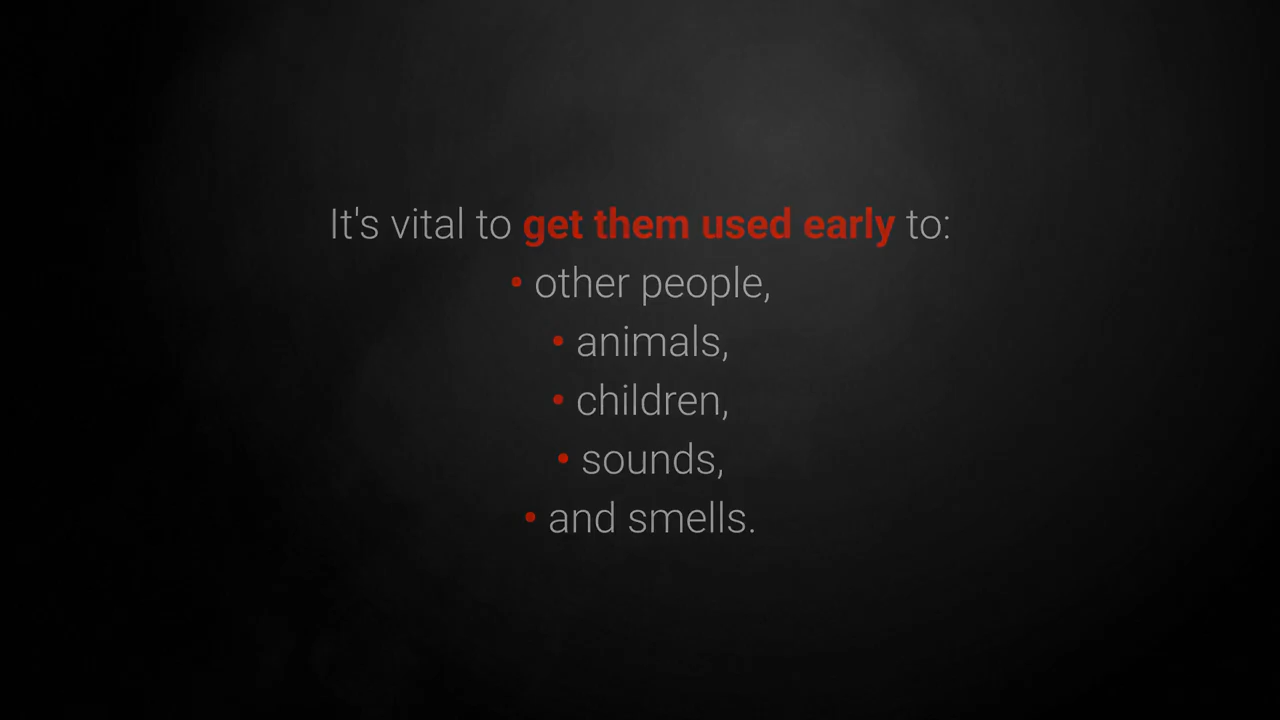 It's vital to get them used early to:
• other people,
• animals,
• children,
• sounds,
• and smells.